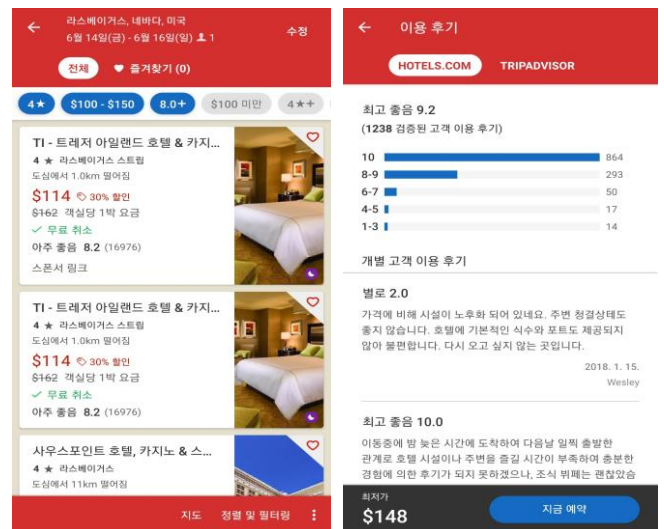 라스베이거스, 네바다, 미국
6월 14일(금) - 6월 16일(일) 1
수정
전체
즐겨찾기 (0)
4★
$100 - $150
8.0+
$100 미만
4★+
TI - 트레저 아일랜드 호텔 & 카지...
4 ★ 라스베이거스 스트립
도심에서 1.0km 떨어짐
$114 30% 할인
$162 객실당 1박 요금
✓ 무료 취소
아주 좋음 8.2 (16976)
스폰서 링크
TI - 트레저 아일랜드 호텔 & 카지...
4 ★ 라스베이거스 스트립
도심에서 1.0km 떨어짐
$114 30% 할인
$162 객실당 1박 요금
✓ 무료 취소
아주 좋음 8.2 (16976)
사우스포인트 호텔, 카지노 & 스...
4 ★ 라스베이거스
도심에서 11km 떨어짐
지도
정렬 및 필터링
이용 후기
HOTELS.COM
TRIPADVISOR
최고 좋음 9.2
(1238 검증된 고객 이용 후기)
10 864
8-9 293
6-7 50
4-5 17
1-3 14
개별 고객 이용 후기
별로 2.0
가격에 비해 시설이 노후화 되어 있네요. 주변 청결상태도
좋지 않습니다. 호텔에 기본적인 식수와 포트도 제공되지
않아 불편합니다. 다시 오고 싶지 않는 곳입니다.
2018. 1. 15.
Wesley
최고 좋음 10.0
이동중에 밤 늦은 시간에 도착하여 다음날 일찍 출발한
관계로 호텔 시설이나 주변을 즐길 시간이 부족하여 충분한
경험에 의한 후기가 되지 못하겠으나, 조식 뷔페는 괜찮았습
최저가
$148
지금 예약